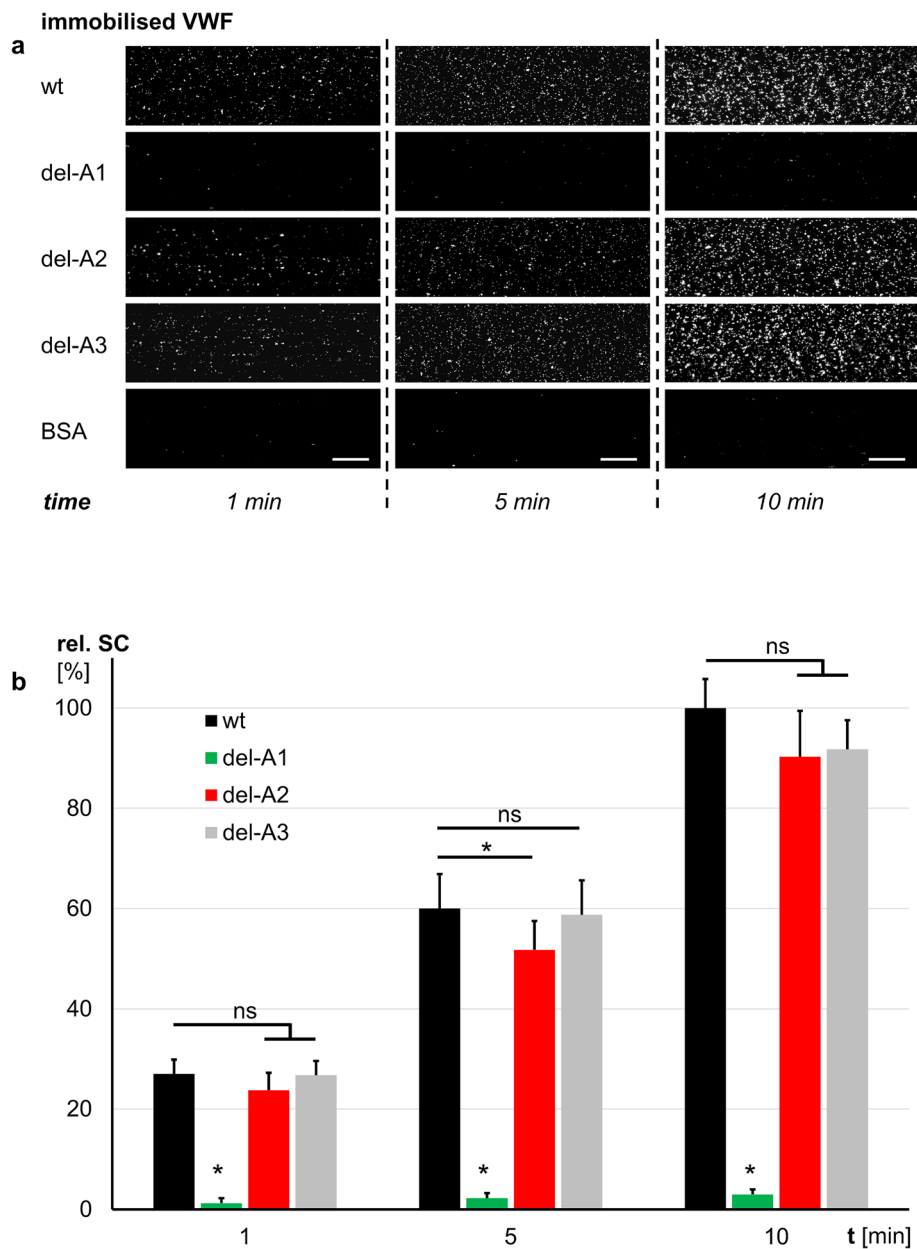 immobilised VWF
a
wt
del-A1
del-A2
del-A3
BSA
time 1 min 5 min 10 min
b
rel. SC
[%]
100
80
60
40
20
0
wt
del-A1
del-A2
del-A3
ns
*
ns
*
*
ns
*
1 5 10 t [min]